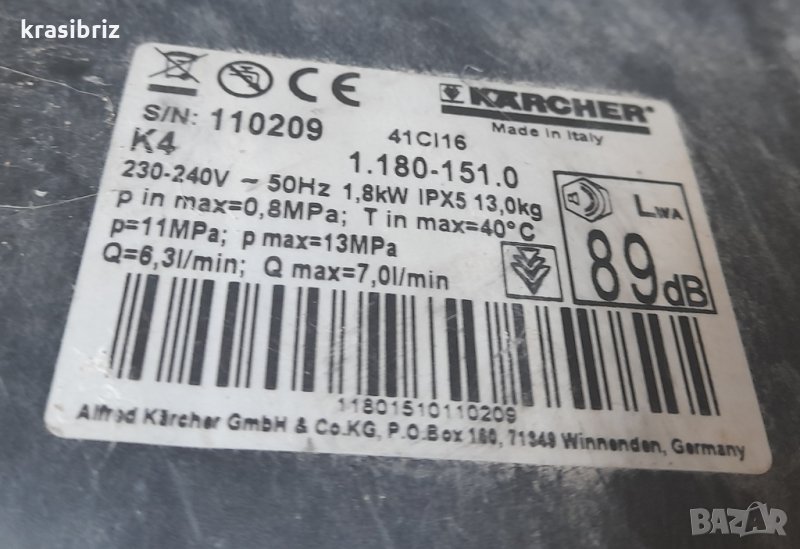 krasibriz
CE
KÄRCHER
S/N: 110209
41CI16
Made in Italy
K4
1.180-151.0
230-240V ~ 50Hz 1,8kW IPX5 13,0kg
p in max=0,8MPa; T in max=40°C
p=11MPa; p max=13MPa
Q=6,3l/min; Q max=7,0l/min
LWA
89dB
11801510110209
Alfred Kärcher GmbH & Co.KG, P.O.Box 160, 71349 Winnenden, Germany
BAZAR